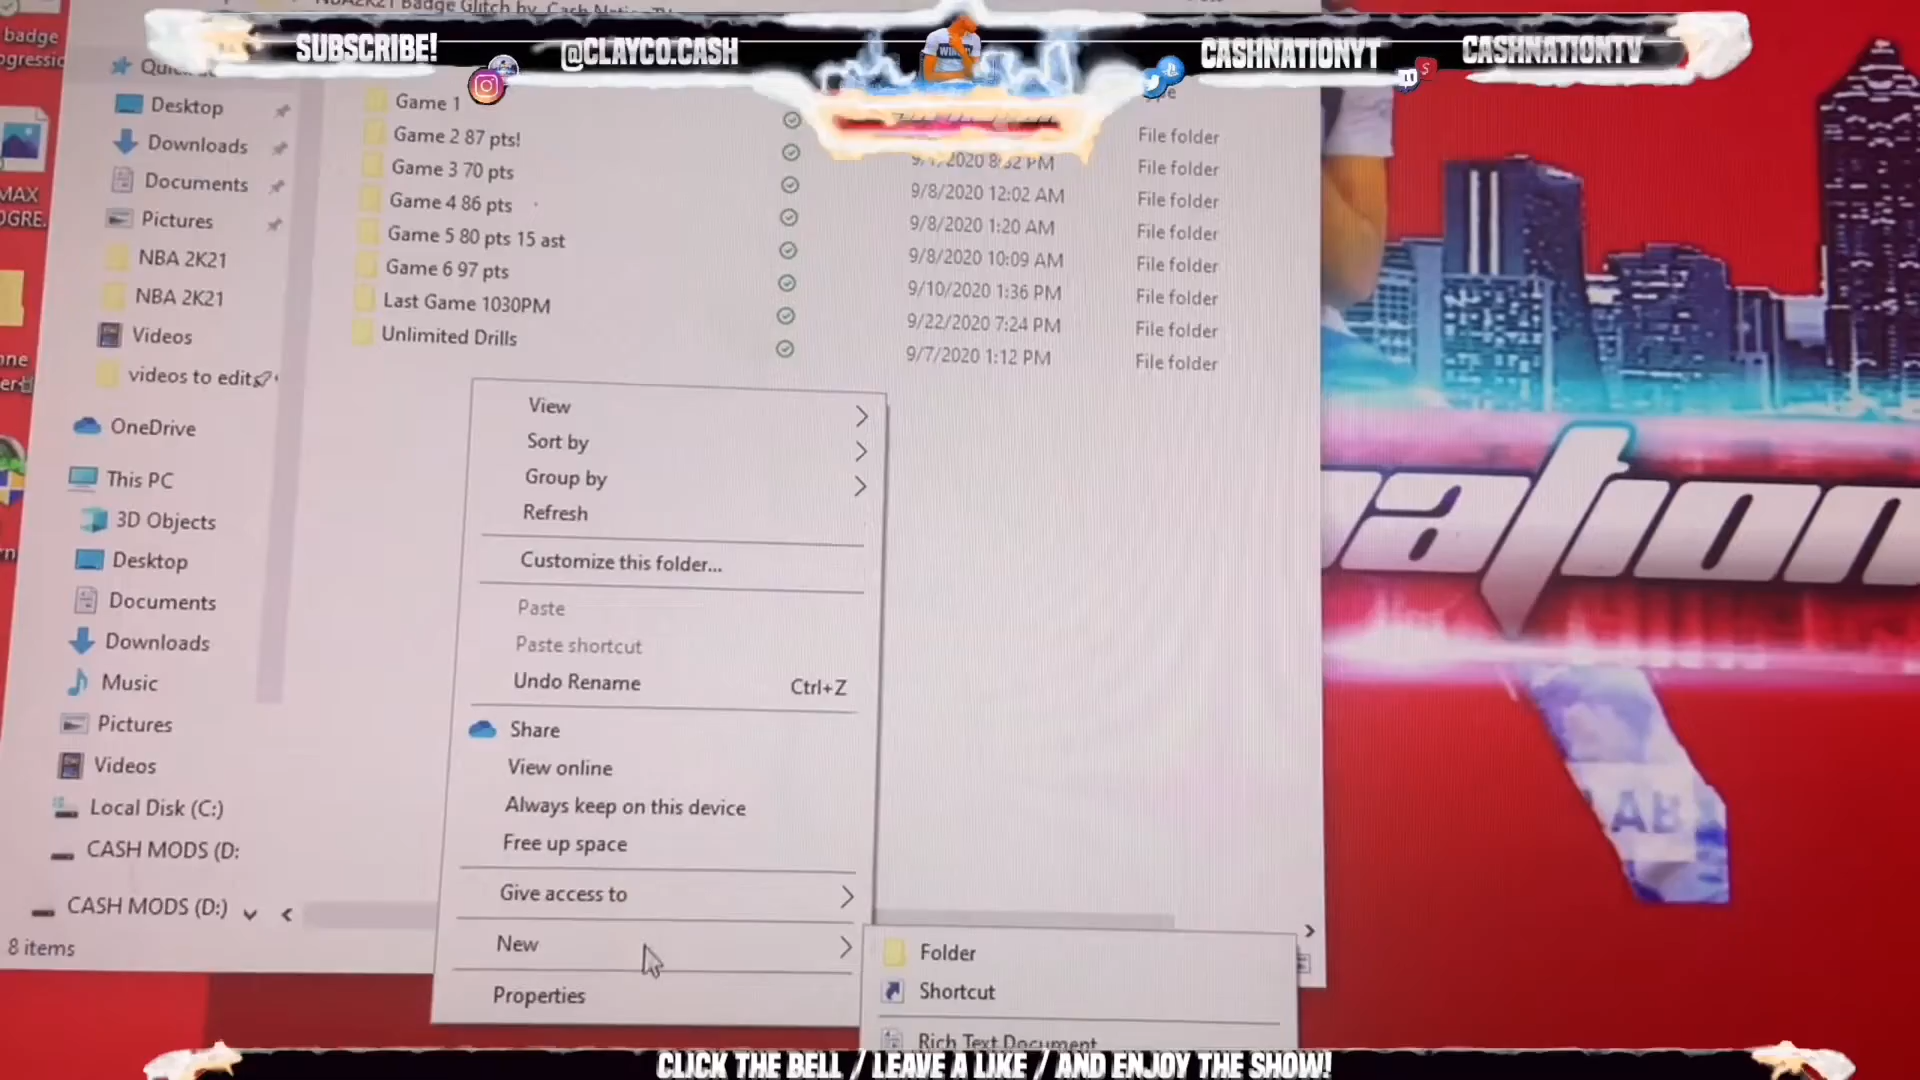 SUBSCRIBE!
@CLAYCO.CASH
CASHNATIONYT
CASHNATIONTV
badge
Desktop
Downloads
Documents
Pictures
NBA 2K21
NBA 2K21
Videos
videos to edit
OneDrive
This PC
3D Objects
Desktop
Documents
Downloads
Music
Pictures
Videos
Local Disk (C:)
CASH MODS (D:
CASH MODS (D:)
8 items
Game 1
File folder
Game 2 87 pts!
9/7/2020 8:32 PM
File folder
Game 3 70 pts
9/8/2020 12:02 AM
File folder
Game 4 86 pts
9/8/2020 1:20 AM
File folder
Game 5 80 pts 15 ast
9/8/2020 10:09 AM
File folder
Game 6 97 pts
9/10/2020 1:36 PM
File folder
Last Game 1030PM
9/22/2020 7:24 PM
File folder
Unlimited Drills
9/7/2020 1:12 PM
File folder
View
Sort by
Group by
Refresh
Customize this folder...
Paste
Paste shortcut
Undo Rename Ctrl+Z
Share
View online
Always keep on this device
Free up space
Give access to
New
Properties
Folder
Shortcut
Rich Text Document
nation
CLICK THE BELL / LEAVE A LIKE / AND ENJOY THE SHOW!